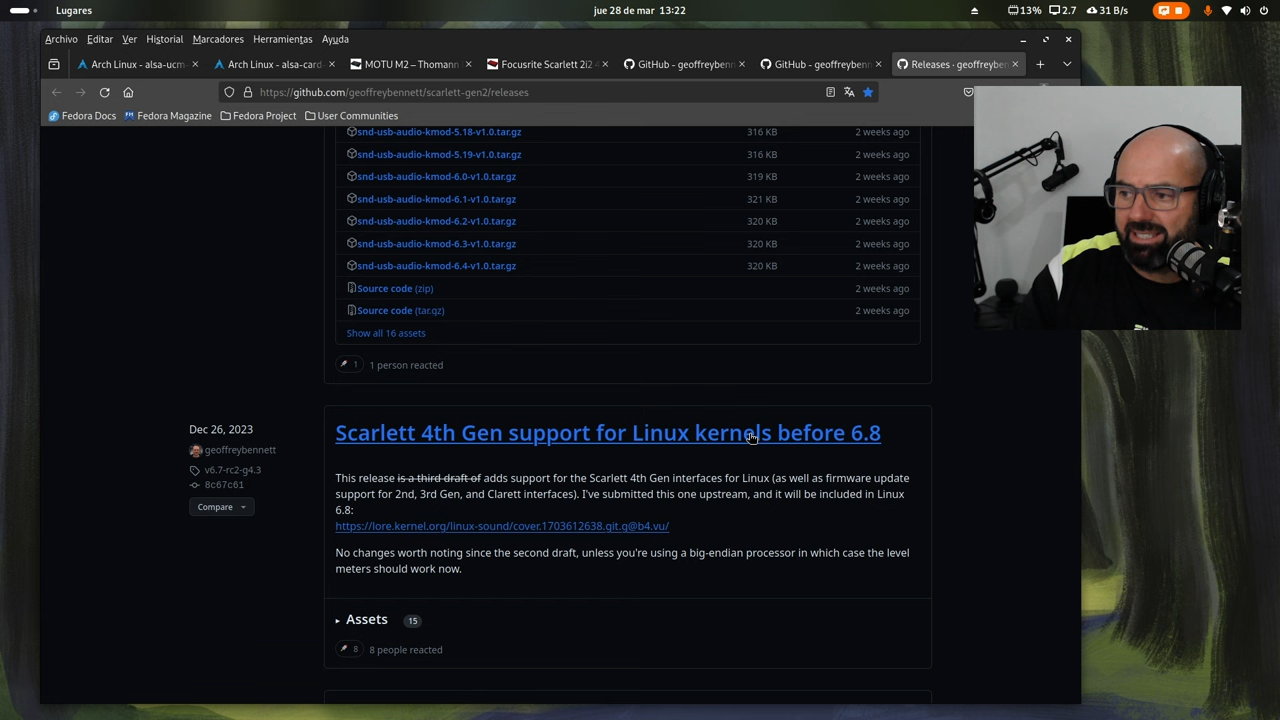 Lugares
jue 28 de mar 13:22
13% 2.7 31 B/s
Archivo Editar Ver Historial Marcadores Herramientas Ayuda
Arch Linux - alsa-ucm- Arch Linux - alsa-card- MOTU M2 – Thomann Focusrite Scarlett 2i2 4 GitHub - geoffreybenn GitHub - geoffreybenn Releases · geoffreyben
https://github.com/geoffreybennett/scarlett-gen2/releases
Fedora Docs Fedora Magazine Fedora Project User Communities
snd-usb-audio-kmod-5.18-v1.0.tar.gz 316 KB 2 weeks ago
snd-usb-audio-kmod-5.19-v1.0.tar.gz 316 KB 2 weeks ago
snd-usb-audio-kmod-6.0-v1.0.tar.gz 319 KB 2 weeks ago
snd-usb-audio-kmod-6.1-v1.0.tar.gz 321 KB 2 weeks ago
snd-usb-audio-kmod-6.2-v1.0.tar.gz 320 KB 2 weeks ago
snd-usb-audio-kmod-6.3-v1.0.tar.gz 320 KB 2 weeks ago
snd-usb-audio-kmod-6.4-v1.0.tar.gz 320 KB 2 weeks ago
Source code (zip) 2 weeks ago
Source code (tar.gz) 2 weeks ago
Show all 16 assets
1 1 person reacted
Dec 26, 2023
geoffreybennett
v6.7-rc2-g4.3
8c67c61
Compare
Scarlett 4th Gen support for Linux kernels before 6.8
This release is a third draft of adds support for the Scarlett 4th Gen interfaces for Linux (as well as firmware update
support for 2nd, 3rd Gen, and Clarett interfaces). I've submitted this one upstream, and it will be included in Linux
6.8:
https://lore.kernel.org/linux-sound/cover.1703612638.git.g@b4.vu/
No changes worth noting since the second draft, unless you're using a big-endian processor in which case the level
meters should work now.
Assets 15
8 8 people reacted